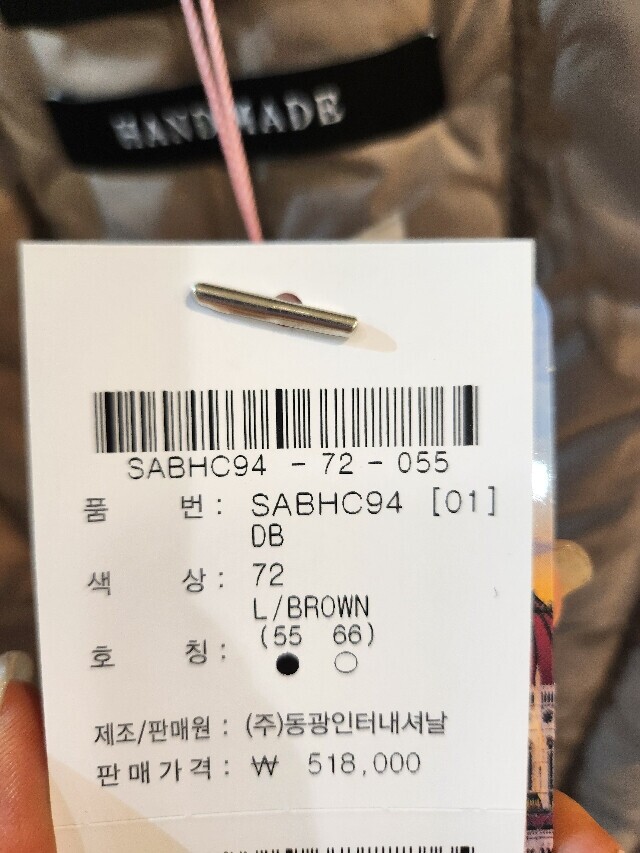 HANDMADE
SABHC94 - 72 - 055
품 번 : SABHC94 [01]
DB
색 상 : 72
L/BROWN
호 칭 : (55 66)
제조/판매원 : (주)동광인터내셔날
판매가격 : ₩ 518,000